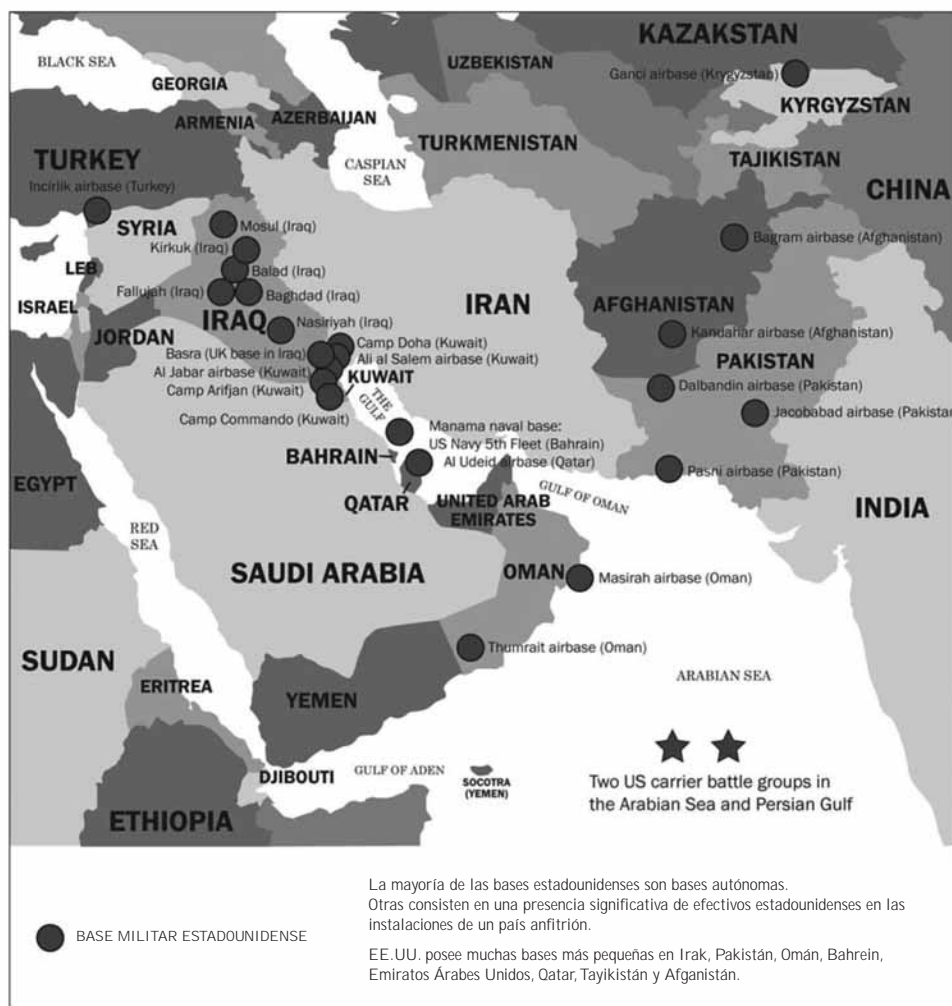 KAZAKSTAN
BLACK SEA
UZBEKISTAN
Ganci airbase (Krygyzstan)
GEORGIA
KYRGYZSTAN
ARMENIA
AZERBAIJAN
TURKMENISTAN
TURKEY
CASPIAN
SEA
TAJIKISTAN
CHINA
Incirlik airbase (Turkey)
SYRIA
Mosul (Iraq)
Kirkuk (Iraq)
Bagram airbase (Afghanistan)
LEB
Balad (Iraq)
Fallujah (Iraq)
Baghdad (Iraq)
IRAN
AFGHANISTAN
ISRAEL
IRAQ
Nasiriyah (Iraq)
Kandahar airbase (Afghanistan)
JORDAN
Camp Doha (Kuwait)
Basra (UK base in Iraq)
Ali al Salem airbase (Kuwait)
PAKISTAN
Al Jabar airbase (Kuwait)
KUWAIT
Dalbandin airbase (Pakistan)
Camp Arifjan (Kuwait)
THE
GULF
Jacobabad airbase (Pakistan
Camp Commando (Kuwait)
Manama naval base:
US Navy 5th Fleet (Bahrain)
BAHRAIN
Al Udeid airbase (Qatar)
Pasni airbase (Pakistan)
EGYPT
QATAR
UNITED ARAB
EMIRATES
GULF OF OMAN
INDIA
RED
SEA
SAUDI ARABIA
OMAN
Masirah airbase (Oman)
SUDAN
Thumrait airbase (Oman)
ERITREA
YEMEN
ARABIAN SEA
DJIBOUTI
GULF OF ADEN
SOCOTRA
(YEMEN)
Two US carrier battle groups in
the Arabian Sea and Persian Gulf
ETHIOPIA
BASE MILITAR ESTADOUNIDENSE
La mayoría de las bases estadounidenses son bases autónomas.
Otras consisten en una presencia significativa de efectivos estadounidenses en las
instalaciones de un país anfitrión.
EE.UU. posee muchas bases más pequeñas en Irak, Pakistán, Omán, Bahrein,
Emiratos Árabes Unidos, Qatar, Tayikistán y Afganistán.